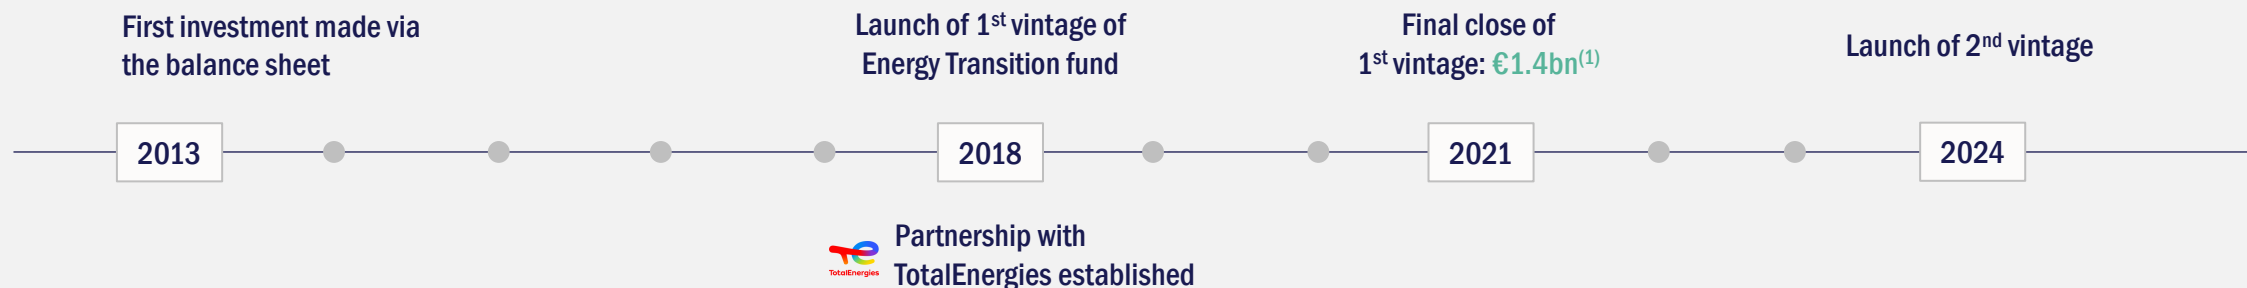 First investment made via
the balance sheet
Launch of 1st vintage of
Energy Transition fund
Final close of
1st vintage: €1.4bn(1)
Launch of 2nd vintage
2013
2018
2021
2024
Partnership with
TotalEnergies established
TotalEnergies